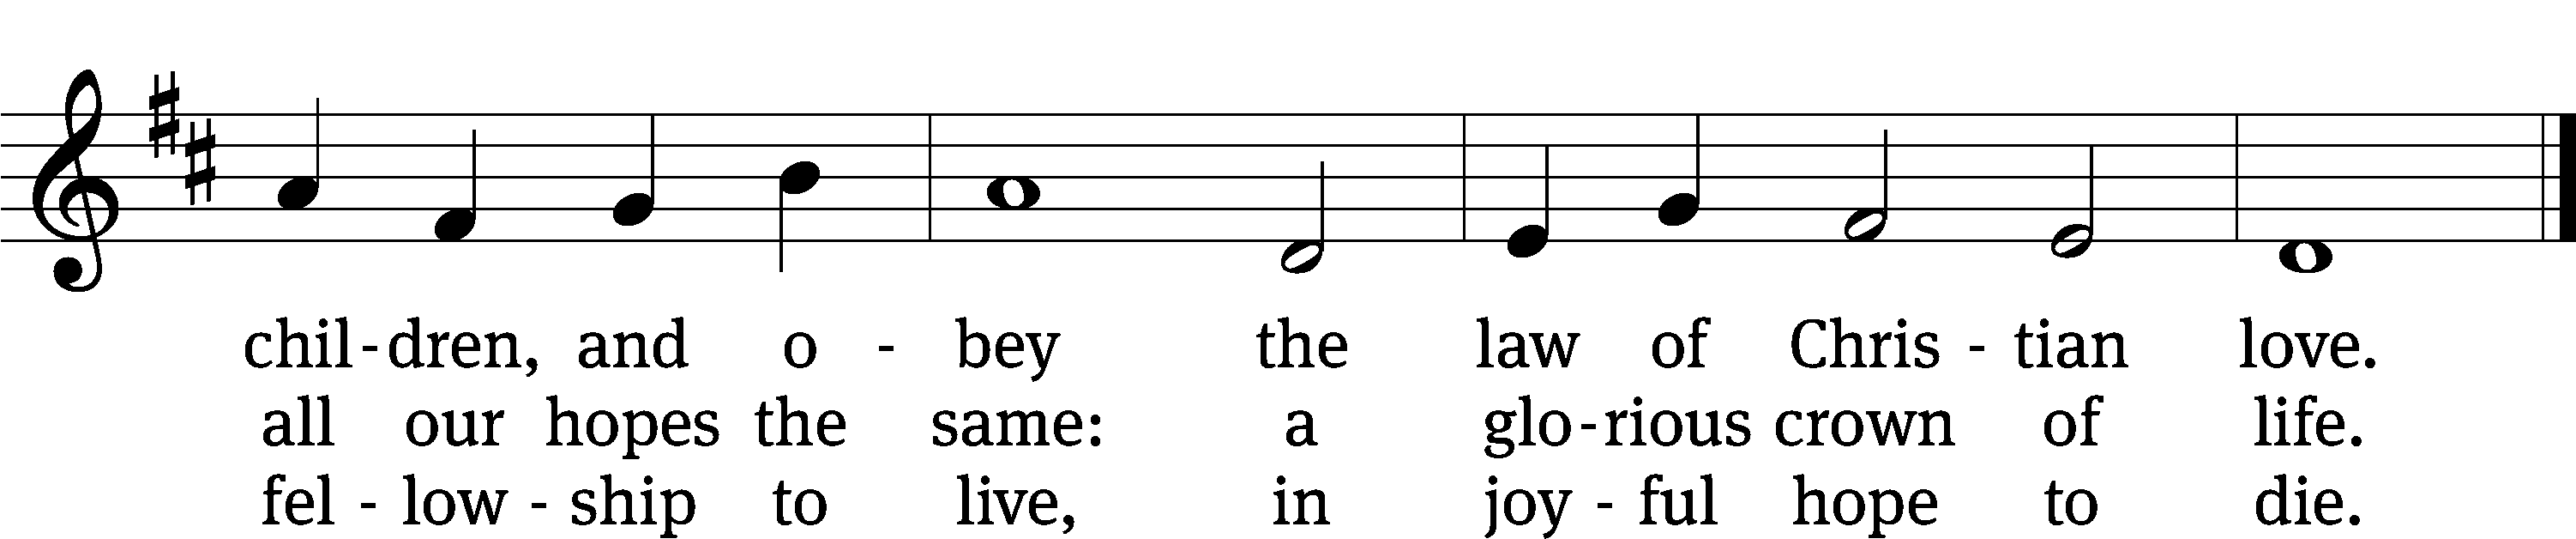 chil - dren, and o - bey the law of Chris - tian love.
all our hopes the same: a glo - rious crown of life.
fel - low - ship to live, in joy - ful hope to die.